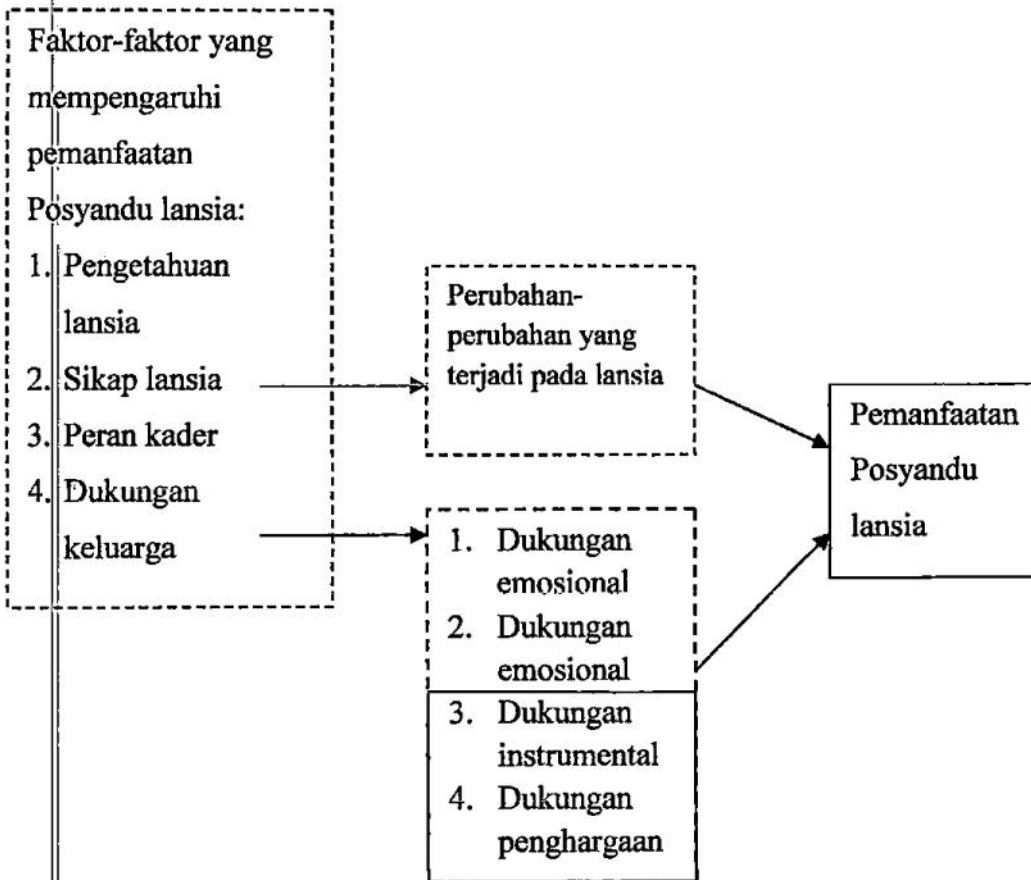 Faktor-faktor yang
mempengaruhi
pemanfaatan
Posyandu lansia:
1. Pengetahuan
lansia
2. Sikap lansia
3. Peran kader
4. Dukungan
keluarga
Perubahan-
perubahan yang
terjadi pada lansia
1. Dukungan
emosional
2. Dukungan
emosional
3. Dukungan
instrumental
4. Dukungan
penghargaan
Pemanfaatan
Posyandu
lansia